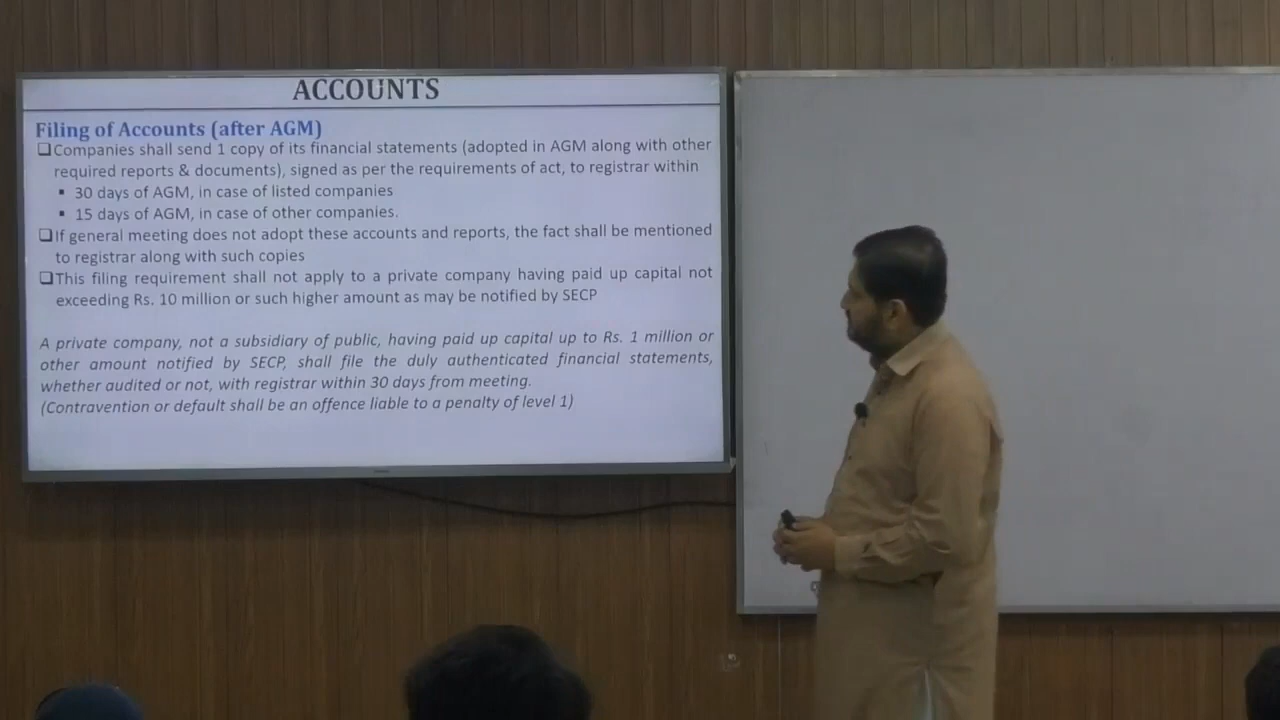 ACCOUNTS
Filing of Accounts (after AGM)
❑Companies shall send 1 copy of its financial statements (adopted in AGM along with other
required reports & documents), signed as per the requirements of act, to registrar within
▪ 30 days of AGM, in case of listed companies
▪ 15 days of AGM, in case of other companies.
❑If general meeting does not adopt these accounts and reports, the fact shall be mentioned
to registrar along with such copies
❑This filing requirement shall not apply to a private company having paid up capital not
exceeding Rs. 10 million or such higher amount as may be notified by SECP
A private company, not a subsidiary of public, having paid up capital up to Rs. 1 million or
other amount notified by SECP, shall file the duly authenticated financial statements,
whether audited or not, with registrar within 30 days from meeting.
(Contravention or default shall be an offence liable to a penalty of level 1)